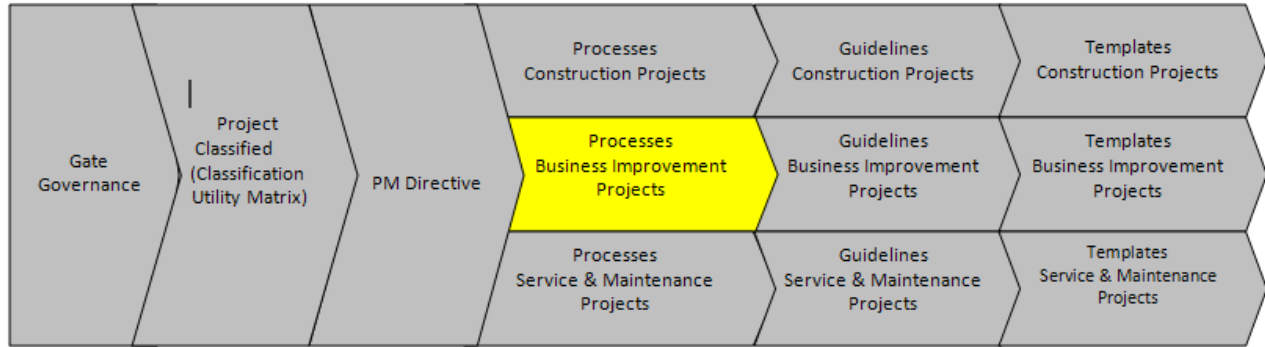 Gate
Governance
Project
Classified
(Classification
Utility Matrix)
PM Directive
Processes
Construction Projects
Guidelines
Construction Projects
Templates
Construction Projects
Processes
Business Improvement
Projects
Guidelines
Business Improvement
Projects
Templates
Business Improvement
Projects
Processes
Service & Maintenance
Projects
Guidelines
Service & Maintenance
Projects
Templates
Service & Maintenance
Projects